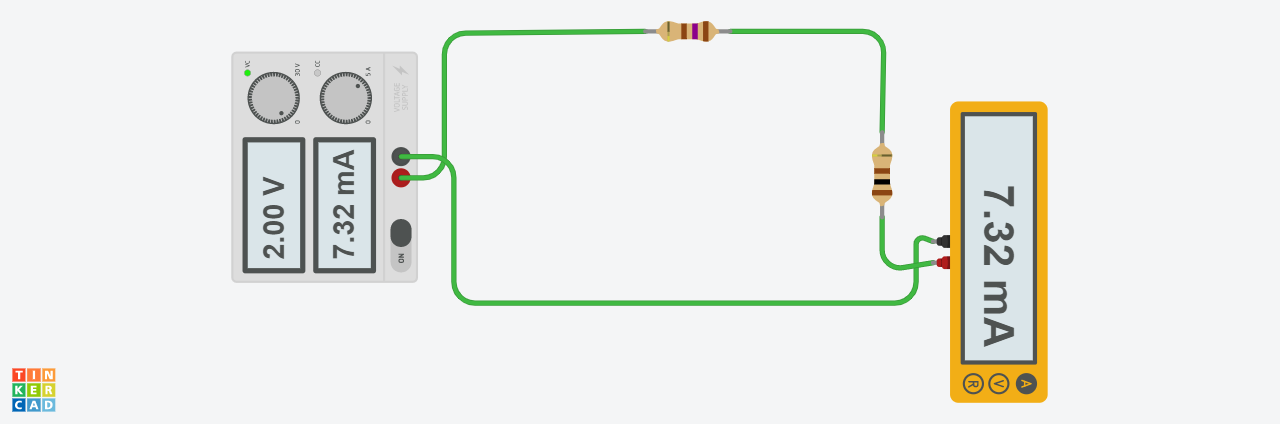 VC
30 V
0
CC
5 A
0
VOLTAGE
SUPPLY
2.00 V
7.32 mA
ON
7.32 mA
A
V
R
TIN
KER
CAD